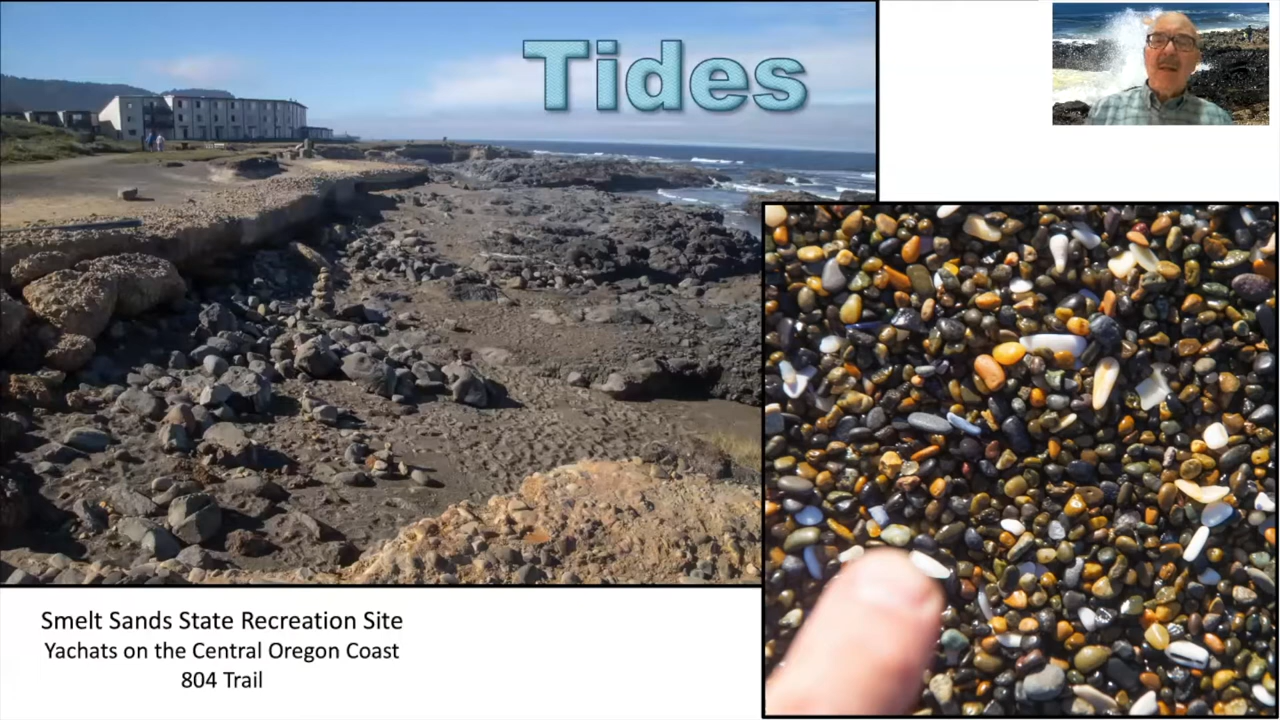 Tides
Smelt Sands State Recreation Site
Yachats on the Central Oregon Coast
804 Trail